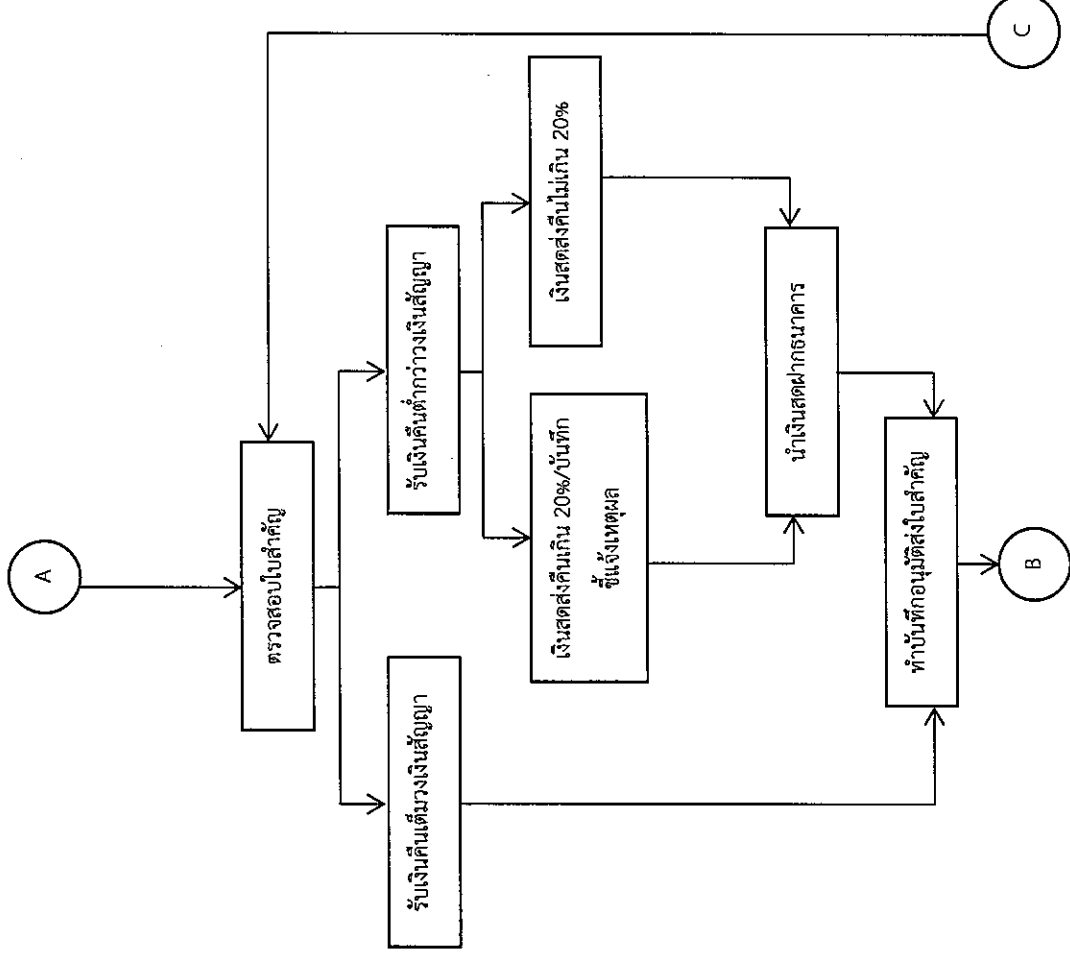 A
C
ตรวจสอบใบสำคัญ
รับเงินคืนเต็มวงเงินสัญญา
รับเงินคืนต่ำกว่าวงเงินสัญญา
เงินสดส่งคืนเกิน 20%/บันทึก
ชี้แจ้งเหตุผล
เงินสดส่งคืนไม่เกิน 20%
นำเงินสดฝากธนาคาร
ทำบันทึกอนุมัติส่งใบสำคัญ
B